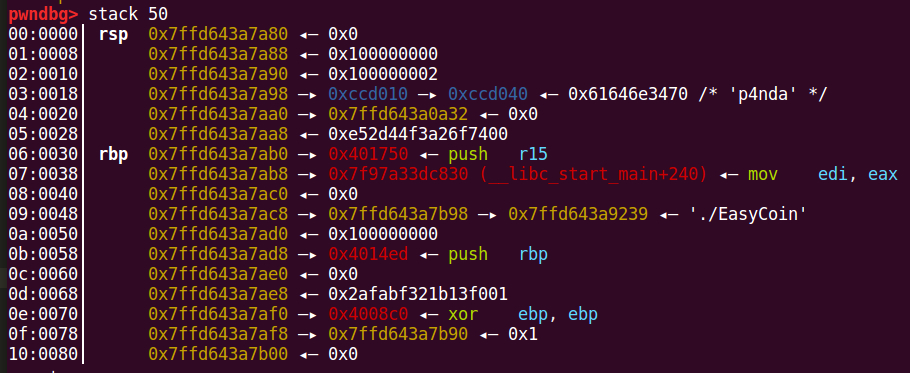 pwndbg> stack 50
00:0000│ rsp 0x7ffd643a7a80 ◂— 0x0
01:0008│ 0x7ffd643a7a88 ◂— 0x100000000
02:0010│ 0x7ffd643a7a90 ◂— 0x100000002
03:0018│ 0x7ffd643a7a98 —▸ 0xccd010 —▸ 0xccd040 ◂— 0x61646e3470 /* 'p4nda' */
04:0020│ 0x7ffd643a7aa0 —▸ 0x7ffd643a0a32 ◂— 0x0
05:0028│ 0x7ffd643a7aa8 ◂— 0xe52d44f3a26f7400
06:0030│ rbp 0x7ffd643a7ab0 —▸ 0x401750 ◂— push r15
07:0038│ 0x7ffd643a7ab8 —▸ 0x7f97a33dc830 (__libc_start_main+240) ◂— mov edi, eax
08:0040│ 0x7ffd643a7ac0 ◂— 0x0
09:0048│ 0x7ffd643a7ac8 —▸ 0x7ffd643a7b98 —▸ 0x7ffd643a9239 ◂— './EasyCoin'
0a:0050│ 0x7ffd643a7ad0 ◂— 0x100000000
0b:0058│ 0x7ffd643a7ad8 —▸ 0x4014ed ◂— push rbp
0c:0060│ 0x7ffd643a7ae0 ◂— 0x0
0d:0068│ 0x7ffd643a7ae8 ◂— 0x2afabf321b13f001
0e:0070│ 0x7ffd643a7af0 —▸ 0x4008c0 ◂— xor ebp, ebp
0f:0078│ 0x7ffd643a7af8 —▸ 0x7ffd643a7b90 ◂— 0x1
10:0080│ 0x7ffd643a7b00 ◂— 0x0